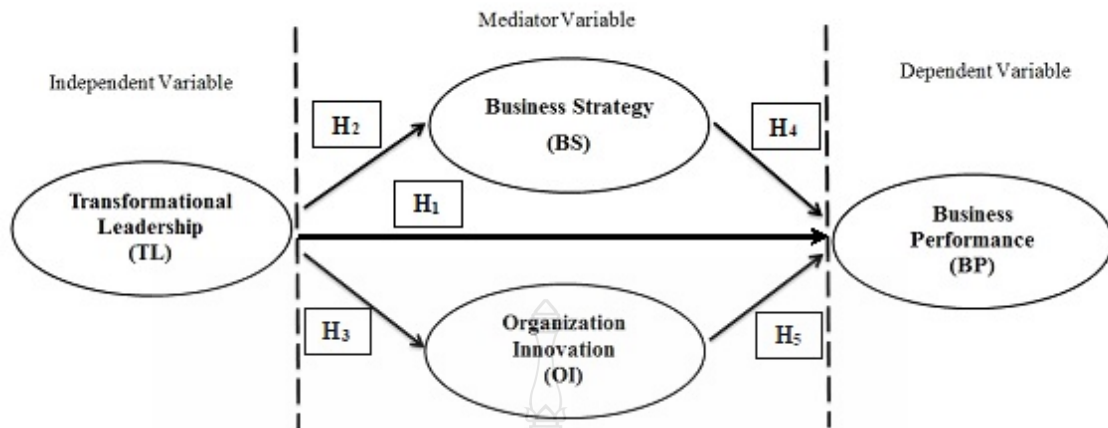 Mediator Variable
Independent Variable
Dependent Variable
H2
Business Strategy
(BS)
H4
Transformational
Leadership
(TL)
H1
Business
Performance
(BP)
H3
Organization
Innovation
(OI)
H5